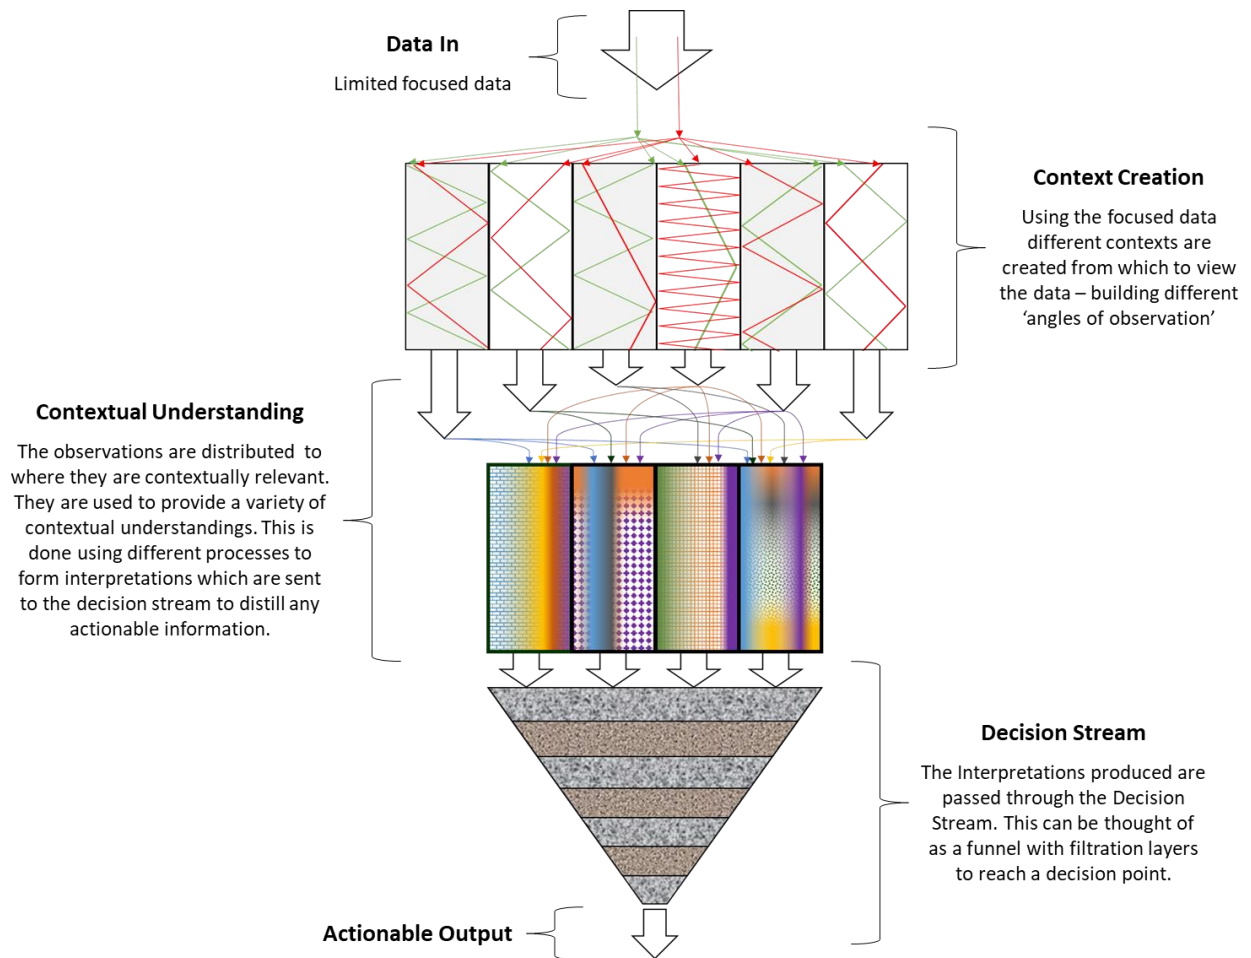 Data In
Limited focused data
Context Creation
Using the focused data
different contexts are
created from which to view
the data – building different
‘angles of observation’
Contextual Understanding
The observations are distributed to
where they are contextually relevant.
They are used to provide a variety of
contextual understandings. This is
done using different processes to
form interpretations which are sent
to the decision stream to distill any
actionable information.
Decision Stream
The Interpretations produced are
passed through the Decision
Stream. This can be thought of
as a funnel with filtration layers
to reach a decision point.
Actionable Output